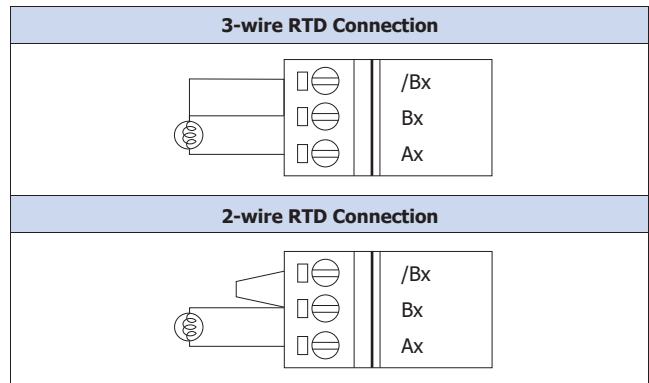 3-wire RTD Connection
/Bx
Bx
Ax
2-wire RTD Connection
/Bx
Bx
Ax